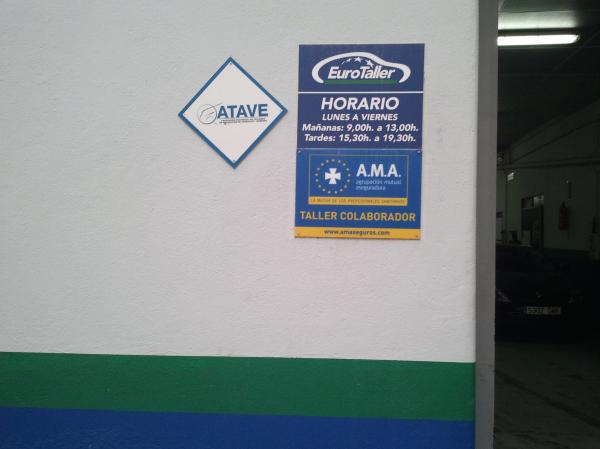 ATAVE
EuroTaller
HORARIO
LUNES A VIERNES
Mañanas: 9,00h. a 13,00h.
Tardes: 15,30h. a 19,30h.
A.M.A.
agrupación mutual
aseguradora
LA MUTUA DE LOS PROFESIONALES SANITARIOS
TALLER COLABORADOR
www.amaseguros.com